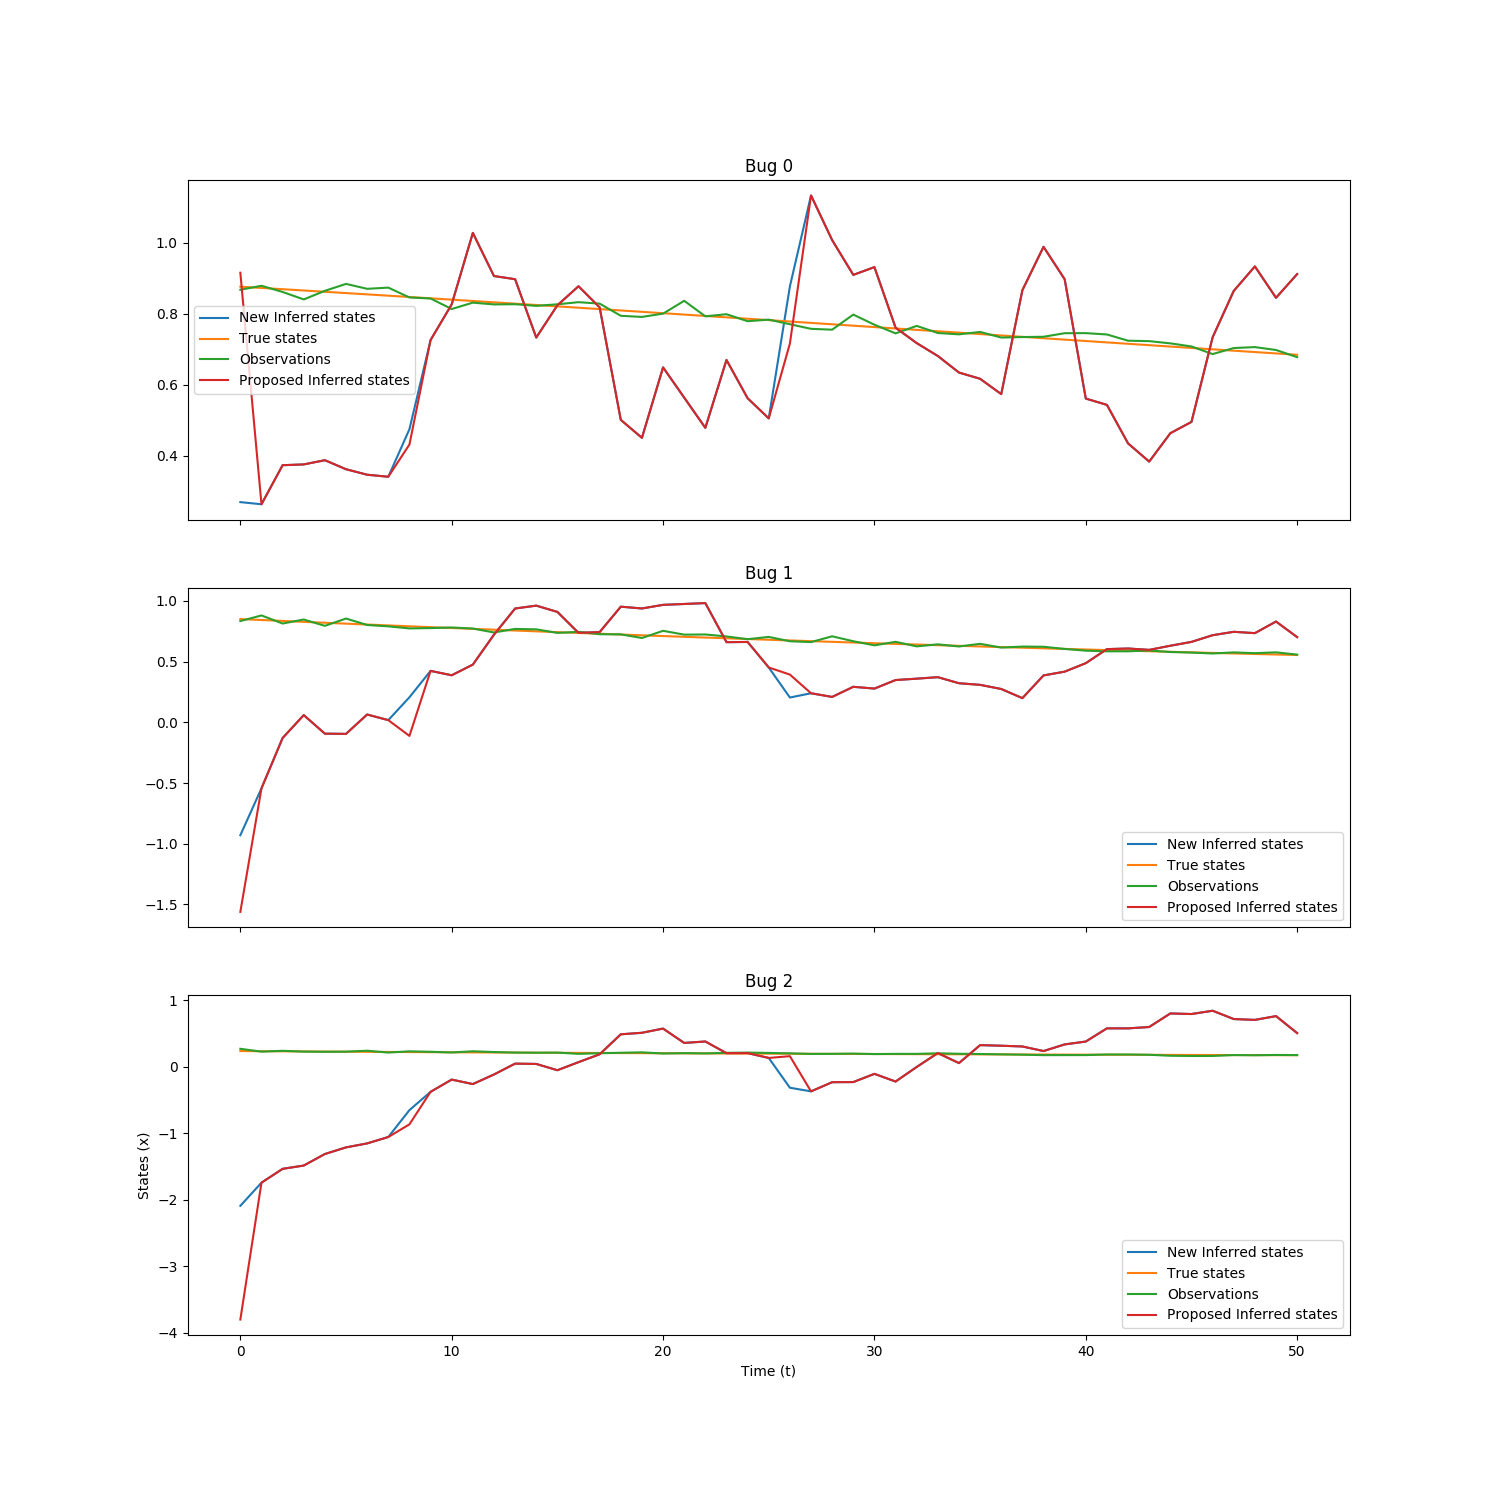 Bug 0
1.0
0.8
0.6
0.4
New Inferred states
True states
Observations
Proposed Inferred states
Bug 1
1.0
0.5
0.0
−0.5
−1.0
−1.5
New Inferred states
True states
Observations
Proposed Inferred states
Bug 2
1
0
−1
−2
−3
−4
States (x)
New Inferred states
True states
Observations
Proposed Inferred states
0 10 20 30 40 50
Time (t)